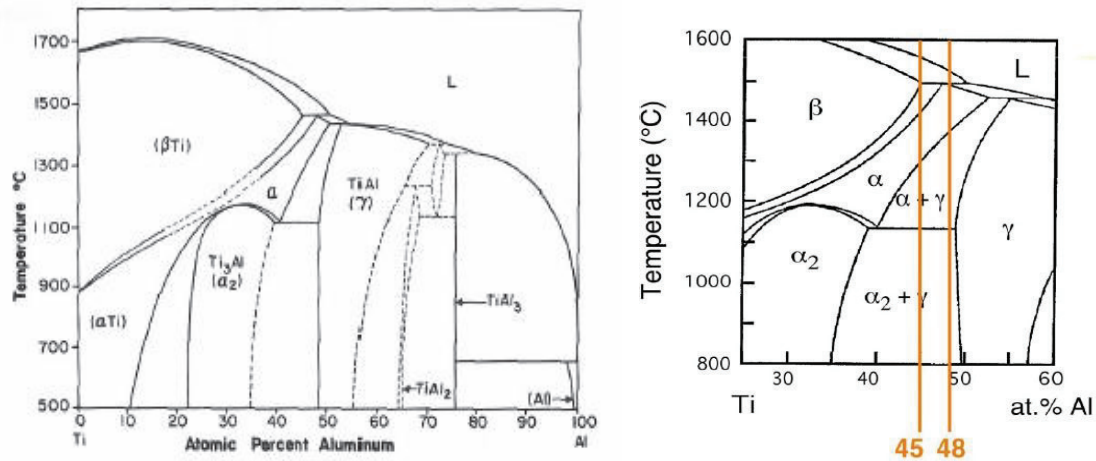 1700
1500
1300
1100
900
700
500
Temperature °C
L
(βTi)
α
TiAl
(γ)
Ti₃Al
(α₂)
(αTi)
TiAl₃
TiAl₂
(Al)
0 10 20 30 40 50 60 70 80 90 100
Ti Atomic Percent Aluminum Al
1600
1400
1200
1000
800
Temperature (°C)
L
β
α
α + γ
γ
α₂
α₂ + γ
30 40 50 60
Ti at.% Al
45 48